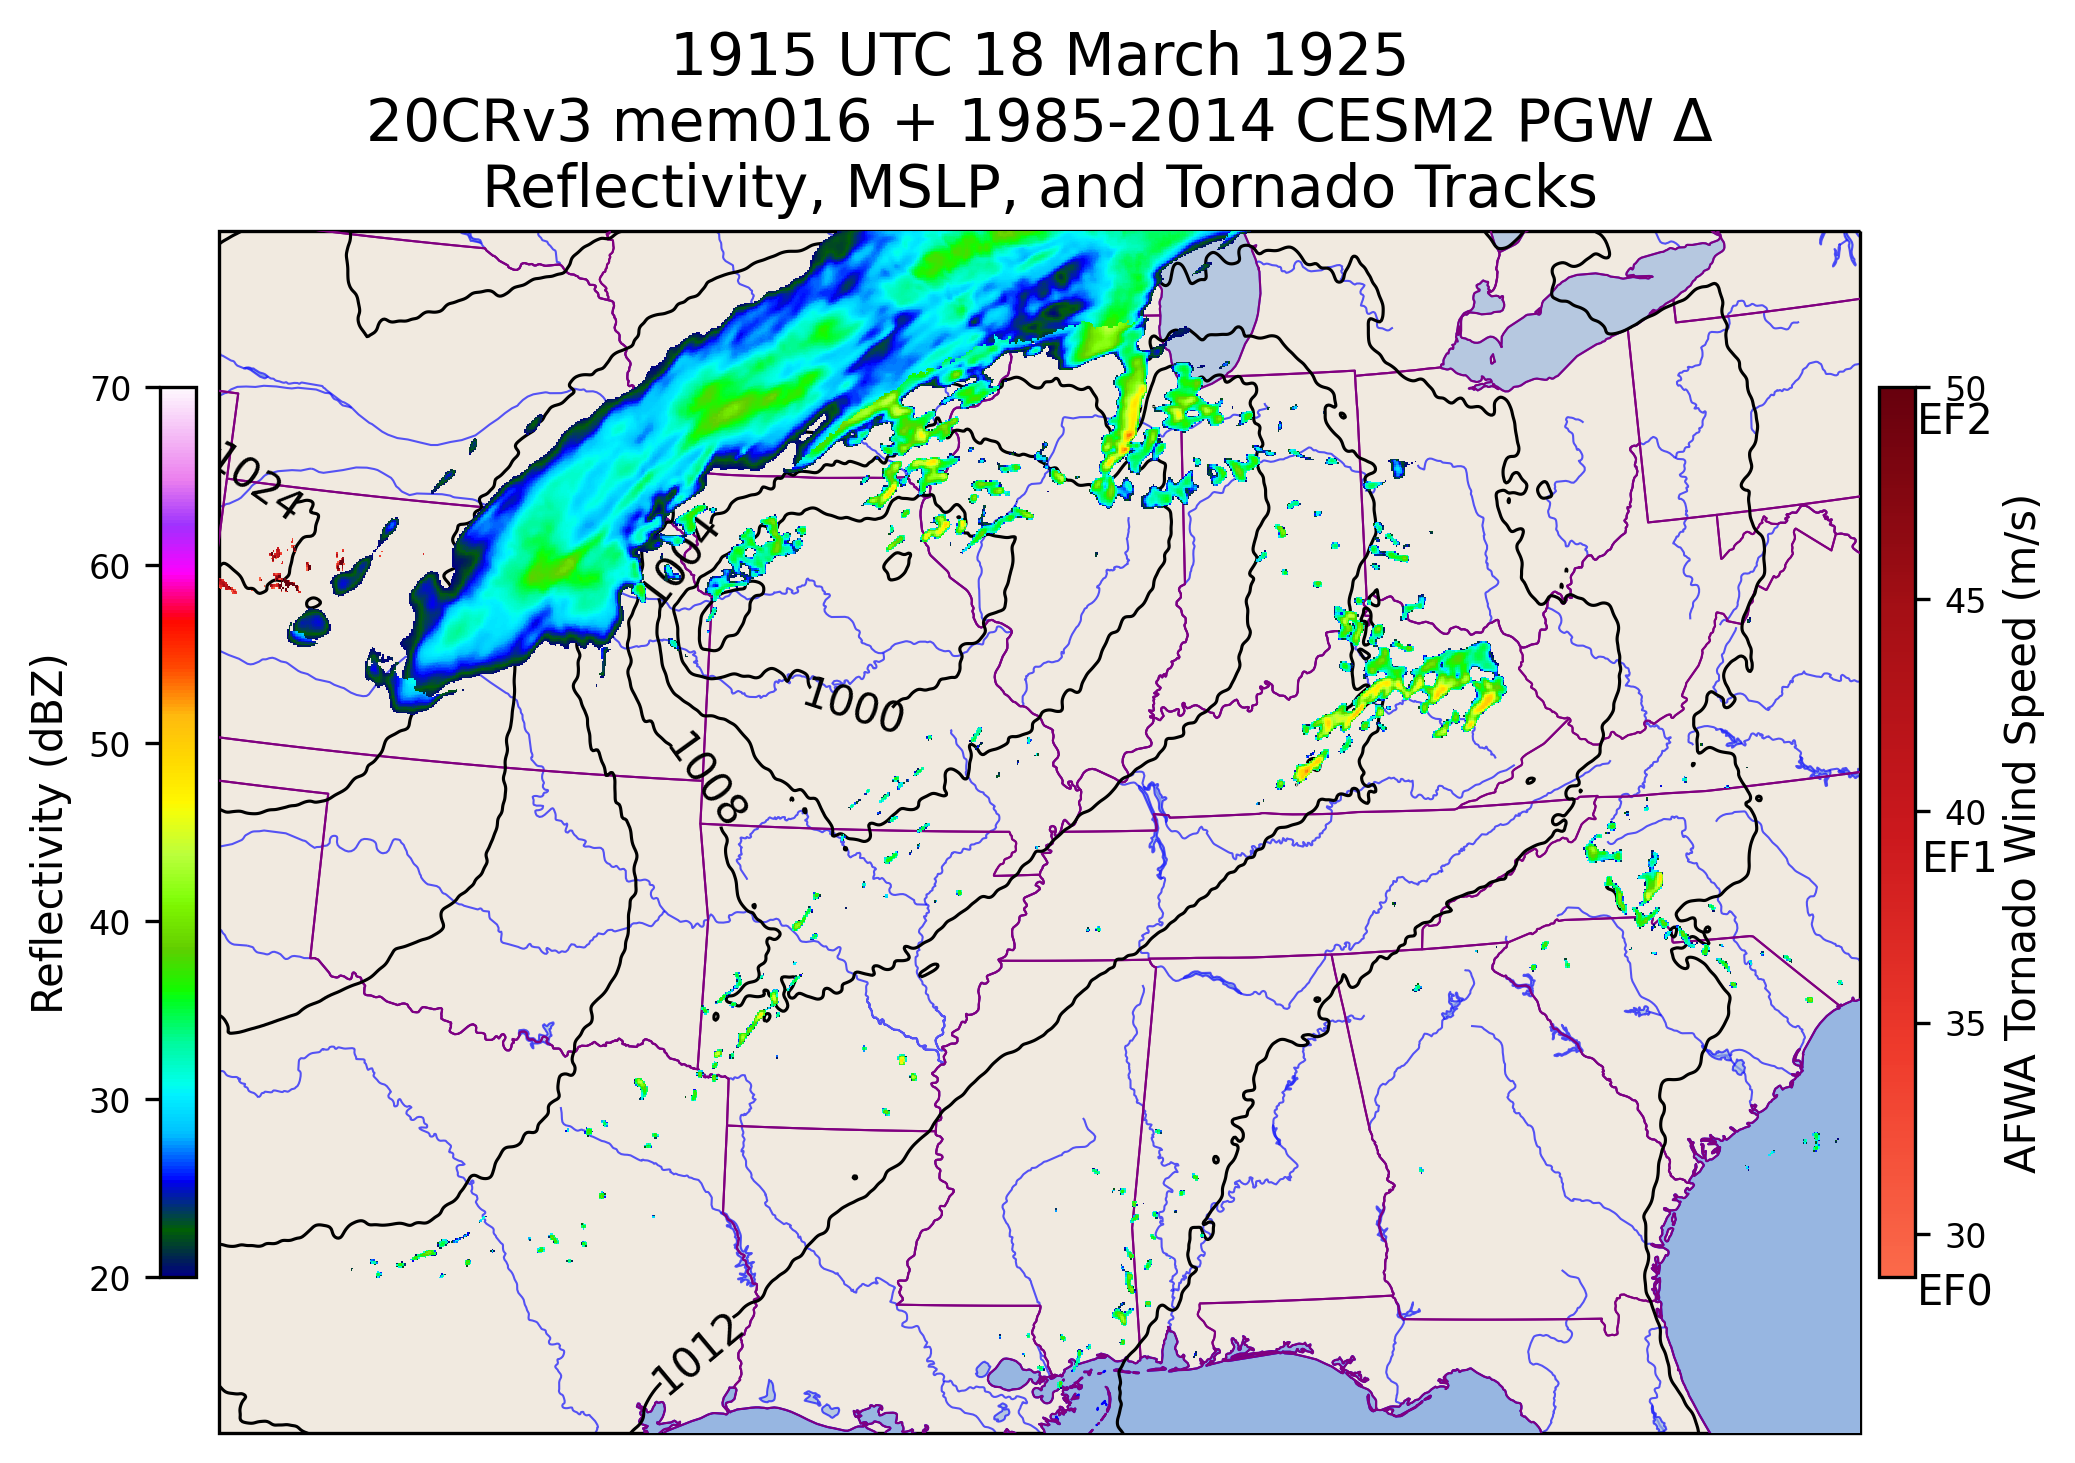 1915 UTC 18 March 1925
20CRv3 mem016 + 1985-2014 CESM2 PGW Δ
Reflectivity, MSLP, and Tornado Tracks
70
60
50
40
30
20
Reflectivity (dBZ)
1024
1004
1000
1008
1012
50
EF2
45
40
EF1
35
30
EF0
AFWA Tornado Wind Speed (m/s)